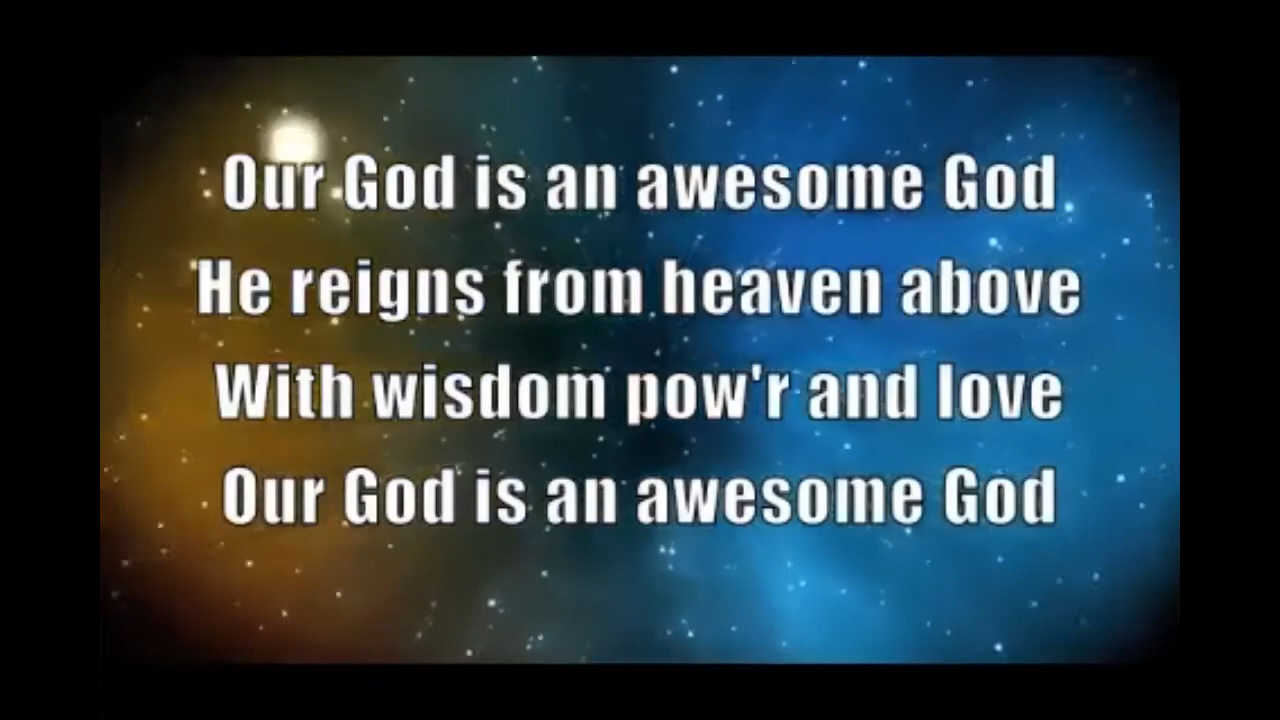 Our God is an awesome God
He reigns from heaven above
With wisdom pow'r and love
Our God is an awesome God